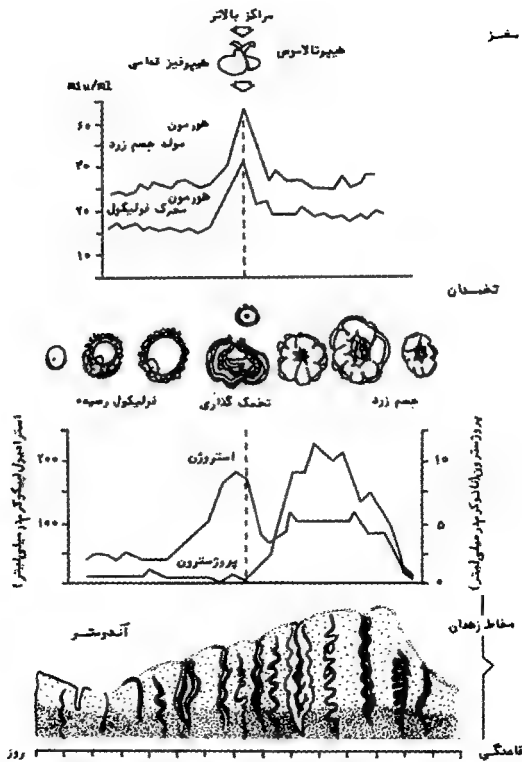 مراکز بالاتر
مغز
هیپوتالاموس
هیپوفیز قدامی
miu/ml
۶۰
هورمون
مولد جسم زرد
هورمون
محرک فولیکول
۲۰
۱۰
تخمدان
فولیکول رسیده
تخمک گذاری
جسم زرد
۲۰۰
استروژن
۱۰
۱۰۰
پروژسترون
۵
۰
مخاط زهدان
آندومتر
روز
قاعدگی